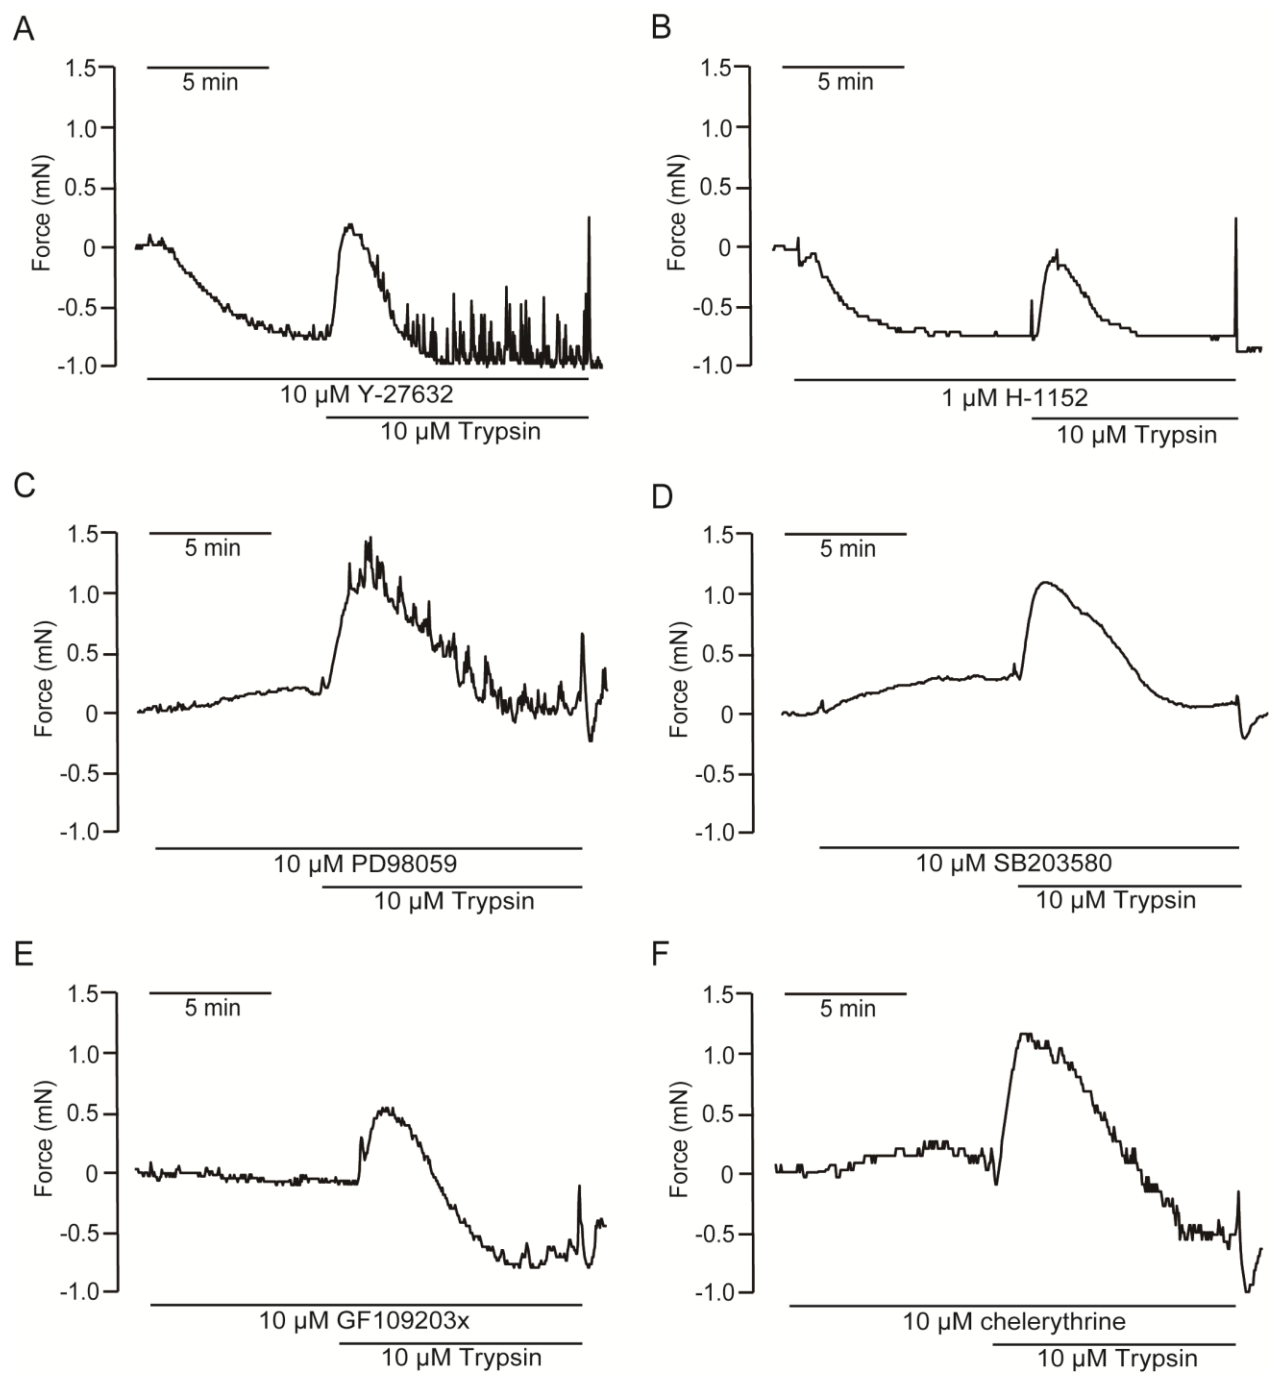 A
B
1.5
1.0
0.5
0
-0.5
-1.0
Force (mN)
5 min
10 µM Y-27632
10 µM Trypsin
1.5
1.0
0.5
0
-0.5
-1.0
Force (mN)
5 min
1 µM H-1152
10 µM Trypsin
C
D
1.5
1.0
0.5
0
-0.5
-1.0
Force (mN)
5 min
10 µM PD98059
10 µM Trypsin
1.5
1.0
0.5
0
-0.5
-1.0
Force (mN)
5 min
10 µM SB203580
10 µM Trypsin
E
F
1.5
1.0
0.5
0
-0.5
-1.0
Force (mN)
5 min
10 µM GF109203x
10 µM Trypsin
1.5
1.0
0.5
0
-0.5
-1.0
Force (mN)
5 min
10 µM chelerythrine
10 µM Trypsin